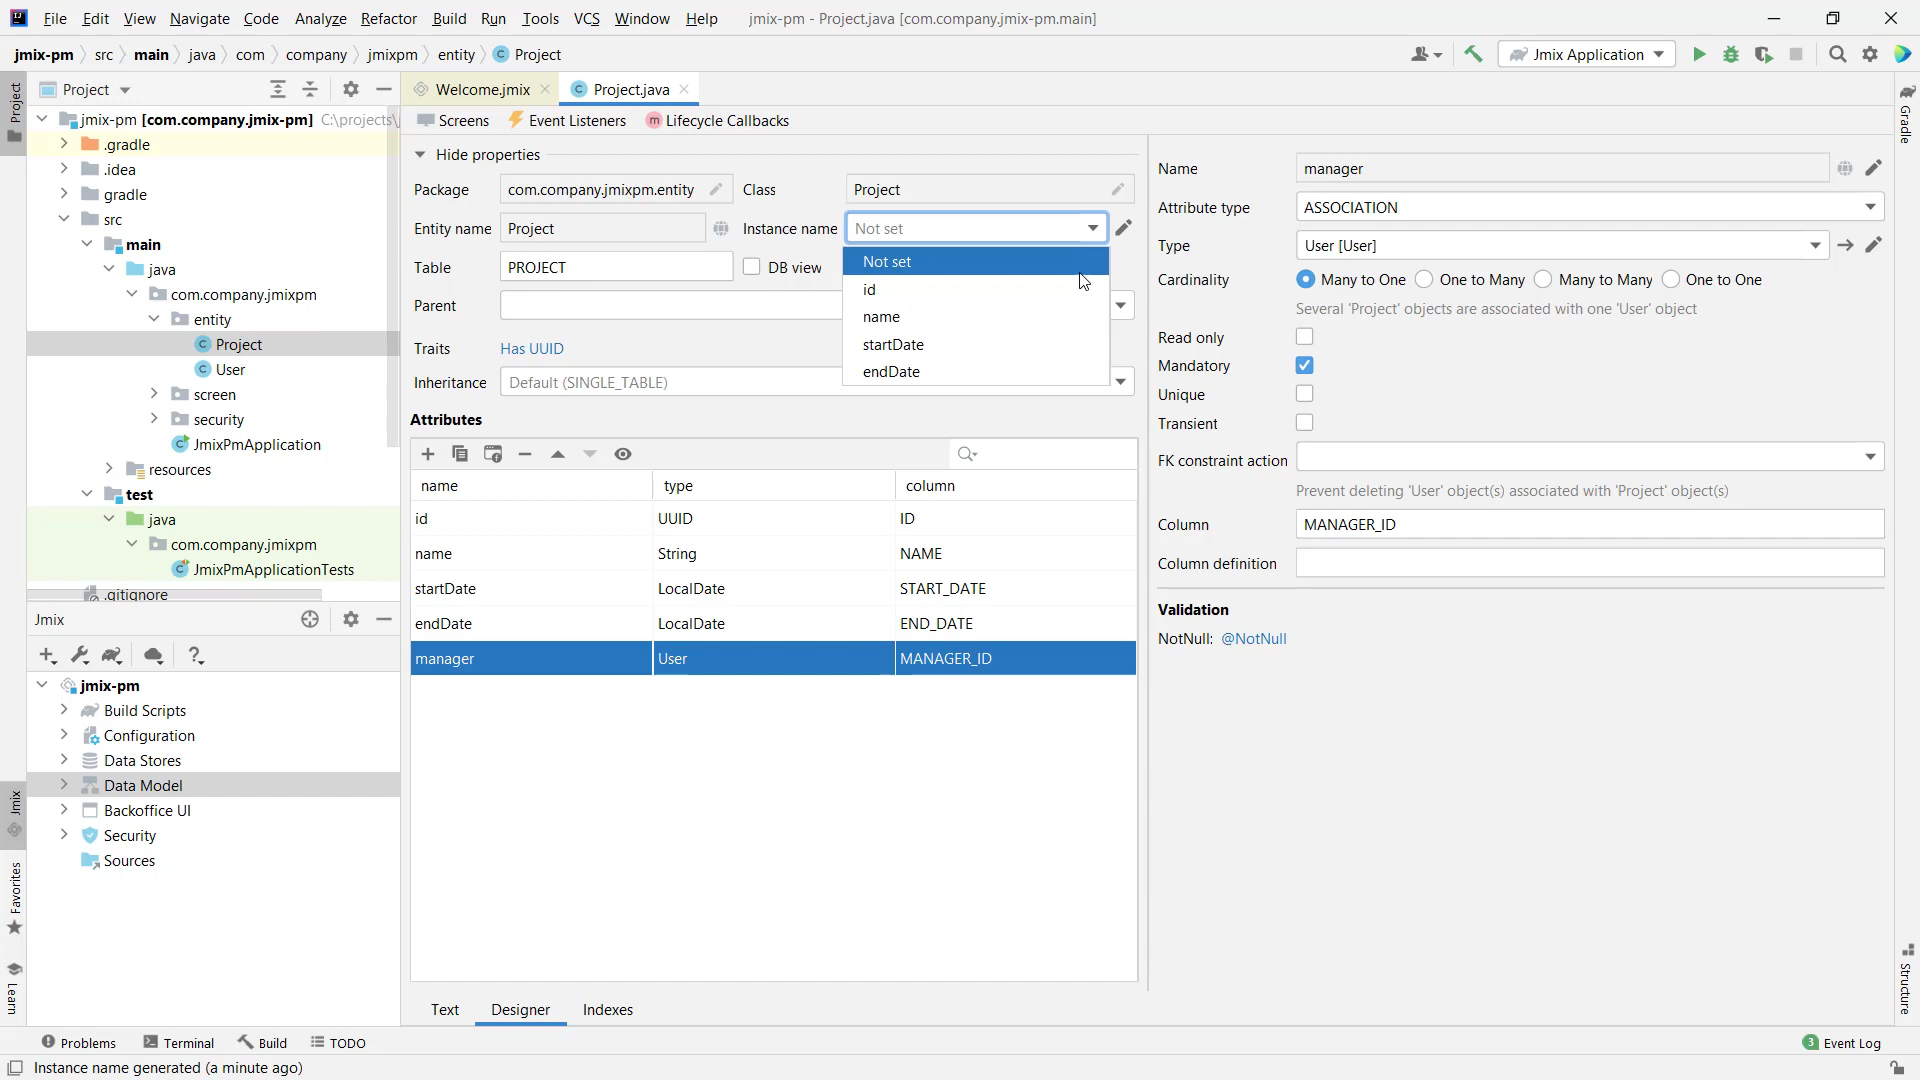 File Edit View Navigate Code Analyze Refactor Build Run Tools VCS Window Help jmix-pm - Project.java [com.company.jmix-pm.main]
jmix-pm src main java com company jmixpm entity Project Jmix Application
Project
Welcome.jmix Project.java
Screens Event Listeners Lifecycle Callbacks
jmix-pm [com.company.jmix-pm] C:\projects\
.gradle
.idea
gradle
src
main
java
com.company.jmixpm
entity
Project
User
screen
security
JmixPmApplication
resources
test
java
com.company.jmixpm
JmixPmApplicationTests
.gitignore
Hide properties
Package com.company.jmixpm.entity Class Project
Entity name Project Instance name Not set
Table PROJECT DB view
Parent
Traits Has UUID
Inheritance Default (SINGLE_TABLE)
Not set
id
name
startDate
endDate
Attributes
name type column
id UUID ID
name String NAME
startDate LocalDate START_DATE
endDate LocalDate END_DATE
manager User MANAGER_ID
Name manager
Attribute type ASSOCIATION
Type User [User]
Cardinality Many to One One to Many Many to Many One to One
Several 'Project' objects are associated with one 'User' object
Read only
Mandatory
Unique
Transient
FK constraint action
Prevent deleting 'User' object(s) associated with 'Project' object(s)
Column MANAGER_ID
Column definition
Validation
NotNull: @NotNull
Jmix
jmix-pm
Build Scripts
Configuration
Data Stores
Data Model
Backoffice UI
Security
Sources
Text Designer Indexes
Project
Jmix
Favorites
Learn
Gradle
Structure
Problems Terminal Build TODO 3 Event Log
Instance name generated (a minute ago)